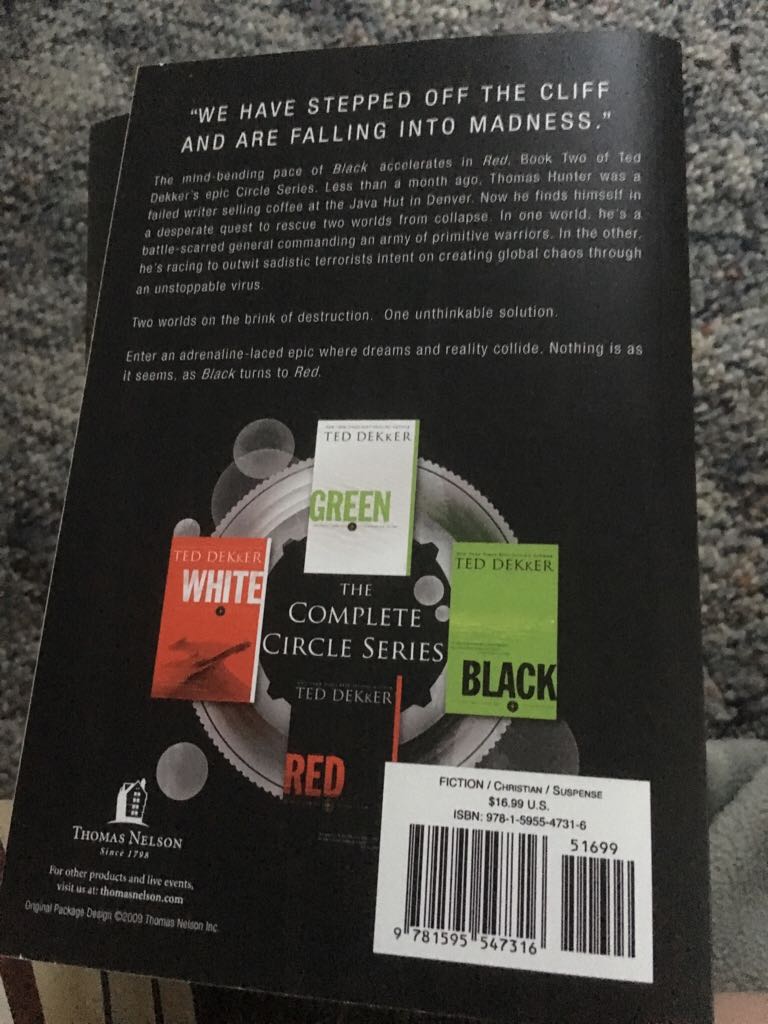 "WE HAVE STEPPED OFF THE CLIFF
AND ARE FALLING INTO MADNESS."
The mind-bending pace of Black accelerates in Red, Book Two of Ted
Dekker's epic Circle Series. Less than a month ago, Thomas Hunter was a
failed writer selling coffee at the Java Hut in Denver. Now he finds himself in
a desperate quest to rescue two worlds from collapse. In one world, he's a
battle-scarred general commanding an army of primitive warriors. In the other,
he's racing to outwit sadistic terrorists intent on creating global chaos through
an unstoppable virus.
Two worlds on the brink of destruction. One unthinkable solution.
Enter an adrenaline-laced epic where dreams and reality collide. Nothing is as
it seems, as Black turns to Red.
TED DEKKER
GREEN
TED DEKKER
WHITE
TED DEKKER
BLACK
THE
COMPLETE
CIRCLE SERIES
TED DEKKER
RED
THOMAS NELSON
Since 1798
For other products and live events,
visit us at: thomasnelson.com
Original Package Design ©2009 Thomas Nelson Inc.
FICTION / CHRISTIAN / SUSPENSE
$16.99 U.S.
ISBN: 978-1-5955-4731-6
51699
9 781595 547316